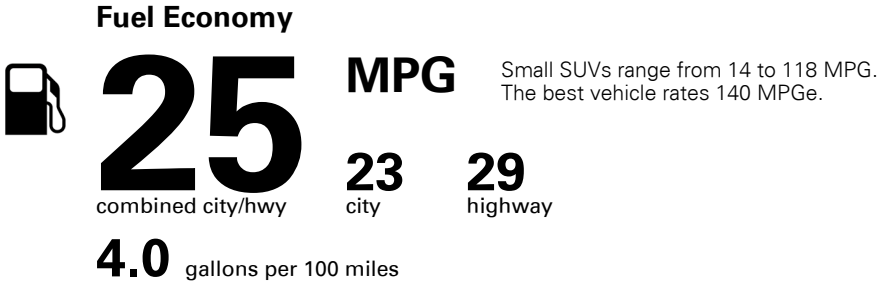 Fuel Economy
25
MPG
Small SUVs range from 14 to 118 MPG.
The best vehicle rates 140 MPGe.
combined city/hwy
23
city
29
highway
4.0 gallons per 100 miles